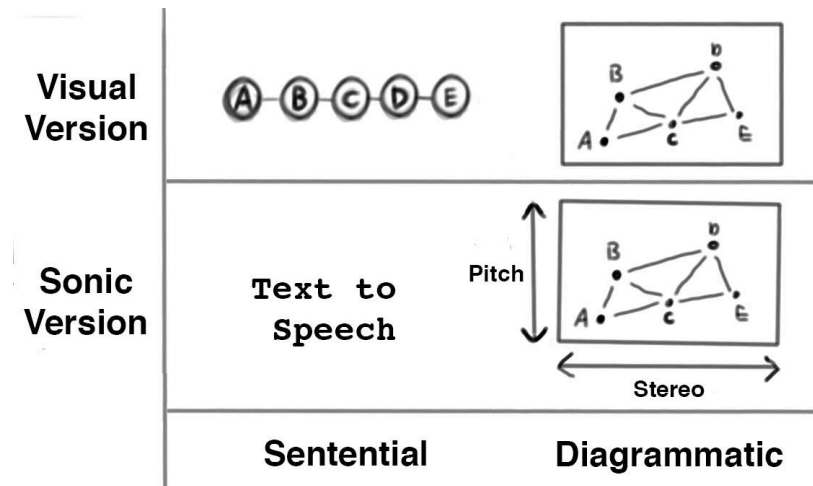 Visual
Version
A B C D E
B D
A C E
Sonic
Version
Text to
Speech
Pitch
B D
A C E
Stereo
Sentential
Diagrammatic